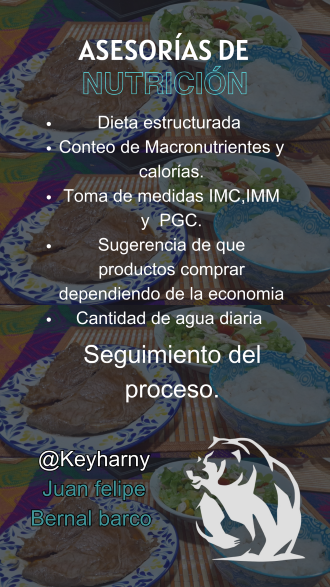 ASESORÍAS DE
NUTRICIÓN
• Dieta estructurada
• Conteo de Macronutrientes y
calorías.
• Toma de medidas IMC,IMM
y PGC.
• Sugerencia de que
productos comprar
dependiendo de la economia
• Cantidad de agua diaria
Seguimiento del
proceso.
@Keyharny
Juan felipe
Bernal barco